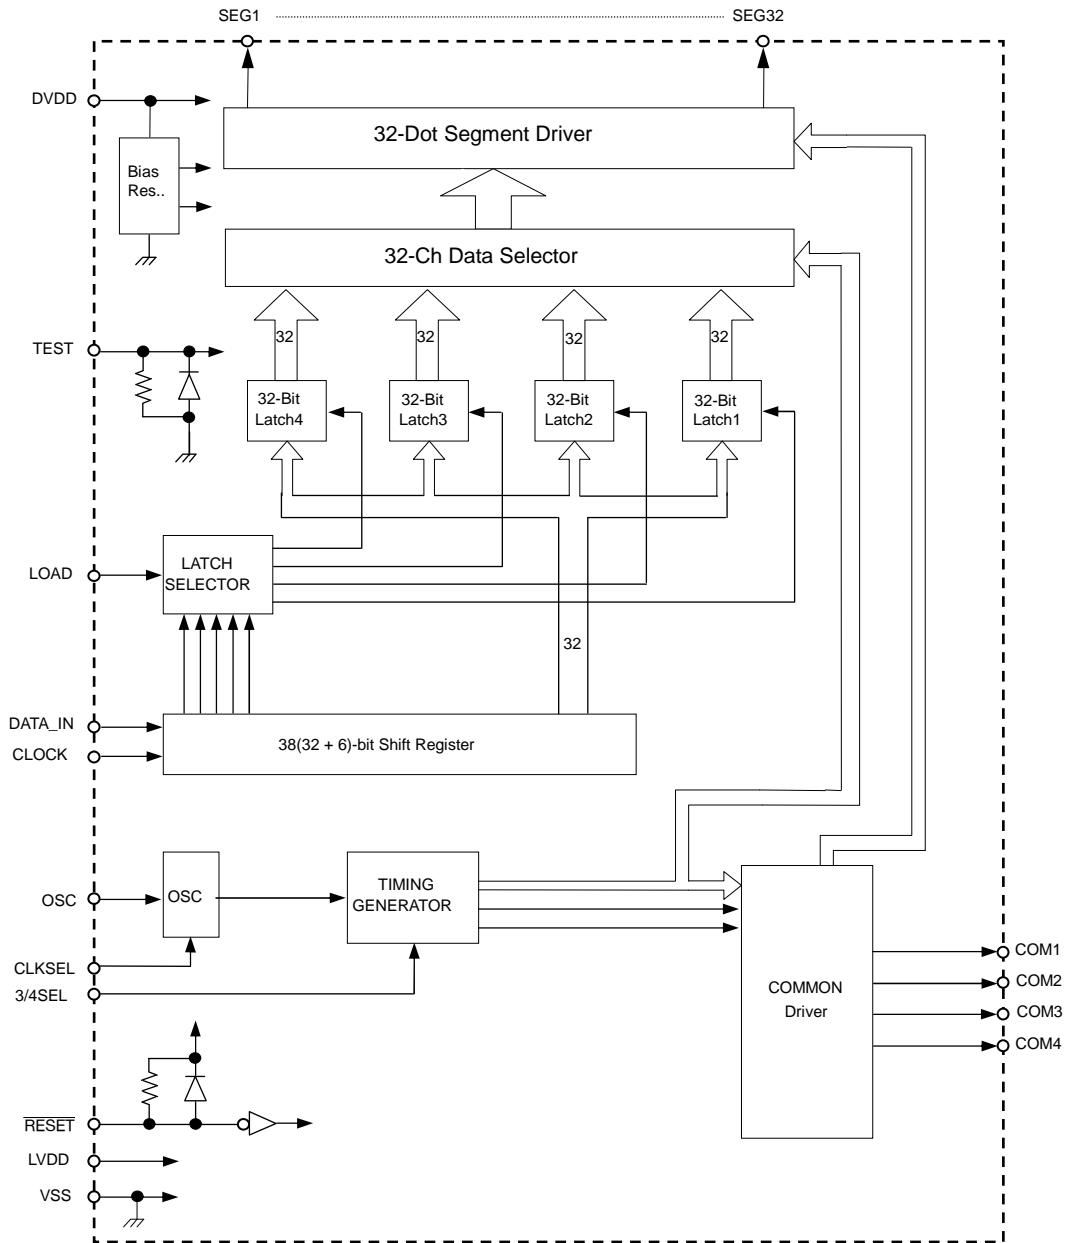 SEG1
SEG32
DVDD
32-Dot Segment Driver
Bias
Res..
32-Ch Data Selector
32
32
32
32
TEST
32-Bit
Latch4
32-Bit
Latch3
32-Bit
Latch2
32-Bit
Latch1
LOAD
LATCH
SELECTOR
32
DATA_IN
CLOCK
38(32 + 6)-bit Shift Register
OSC
OSC
TIMING
GENERATOR
CLKSEL
3/4SEL
COMMON
Driver
COM1
COM2
COM3
COM4
RESET
LVDD
VSS